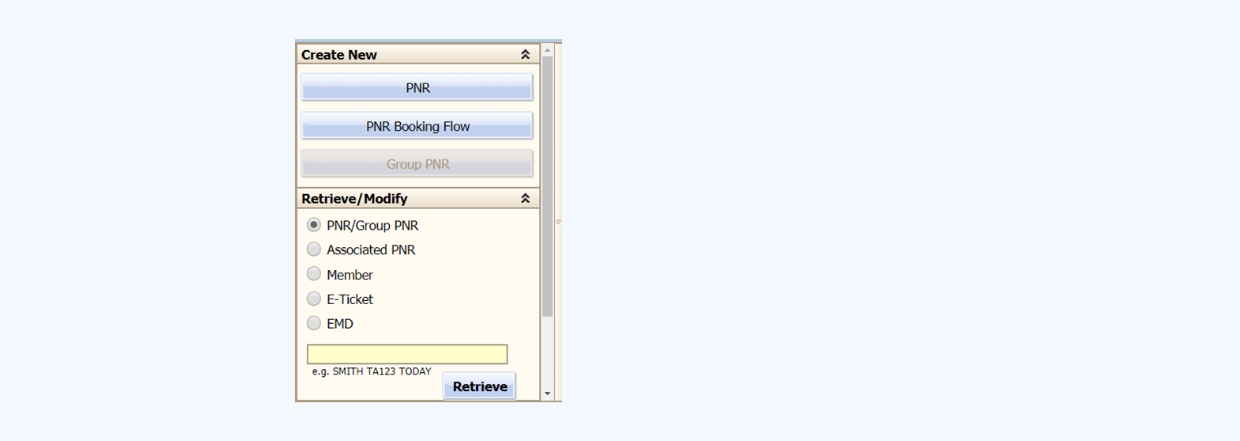 Create New
PNR
PNR Booking Flow
Group PNR
Retrieve/Modify
PNR/Group PNR
Associated PNR
Member
E-Ticket
EMD
e.g. SMITH TA123 TODAY
Retrieve